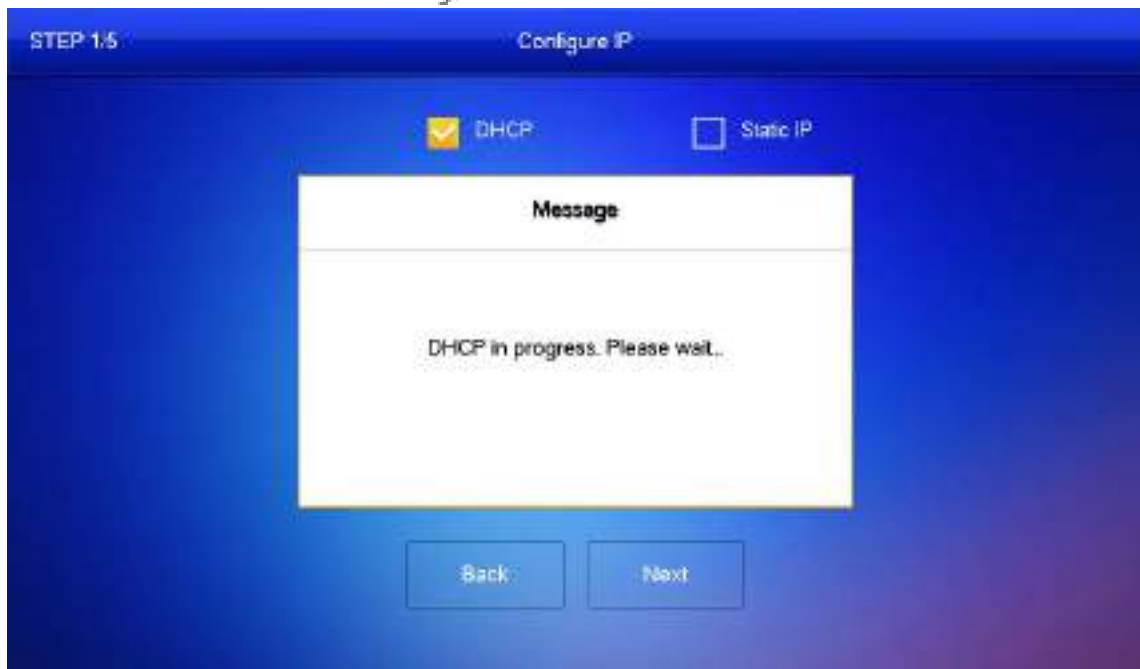 STEP 1/5
Configure IP
DHCP
Static IP
Message
DHCP in progress. Please wait...
Back
Next